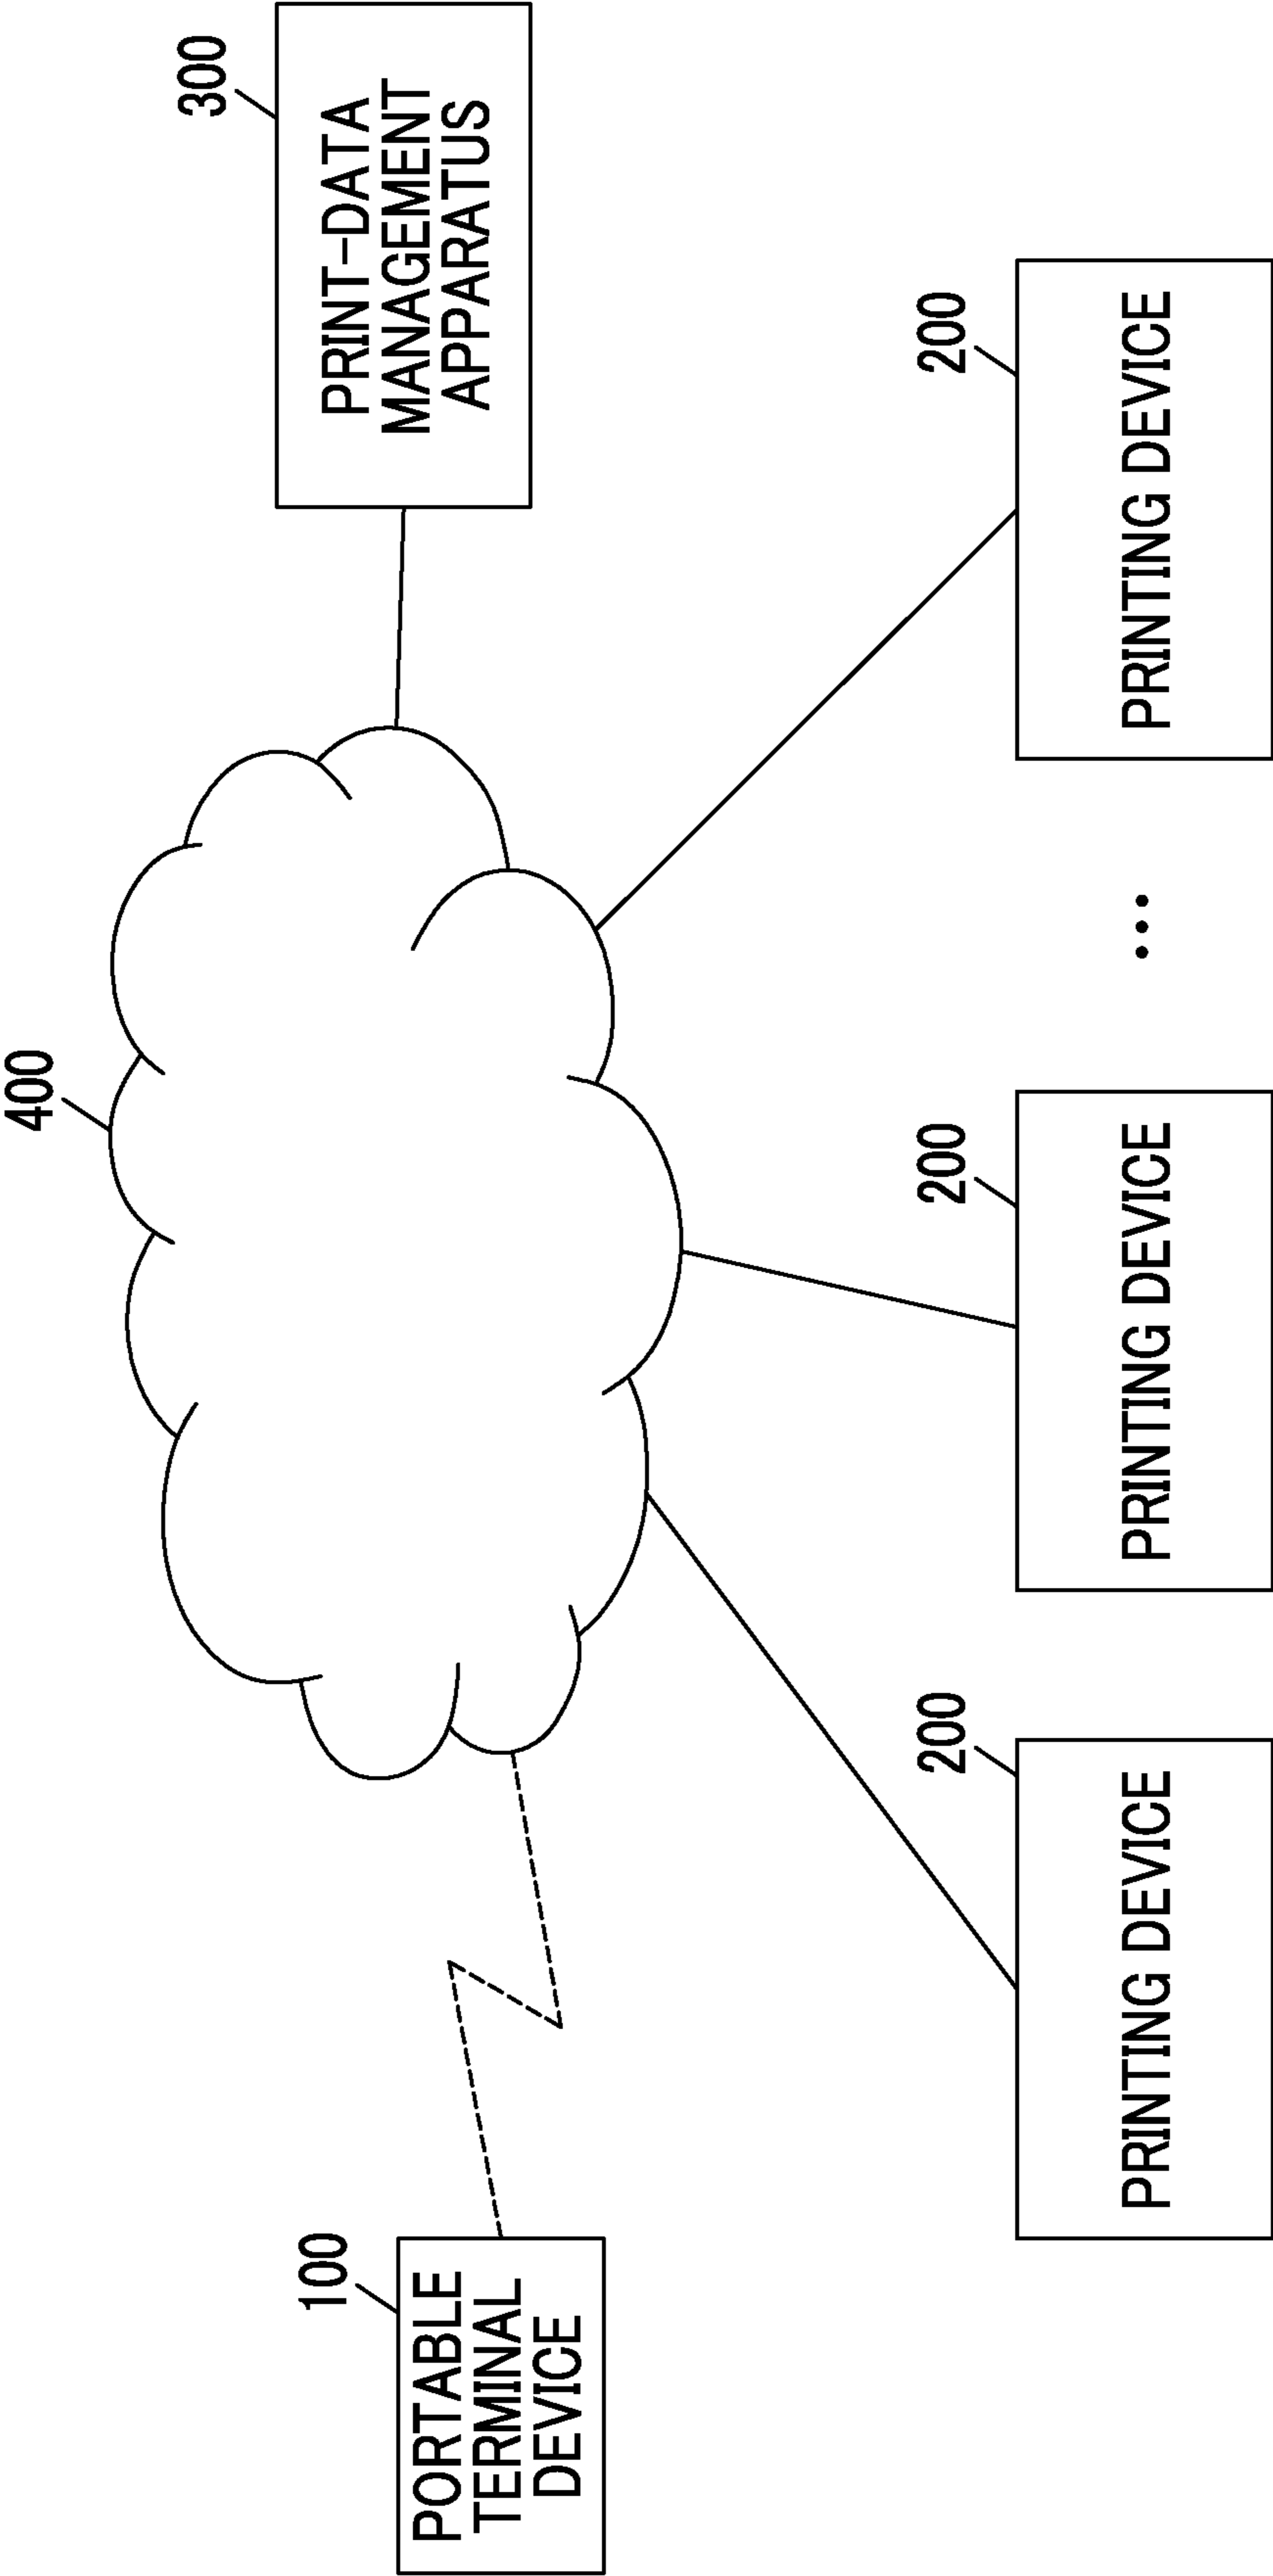 400
300
PRINT-DATA
MANAGEMENT
APPARATUS
100
PORTABLE
TERMINAL
DEVICE
200
PRINTING DEVICE
200
PRINTING DEVICE
...
200
PRINTING DEVICE